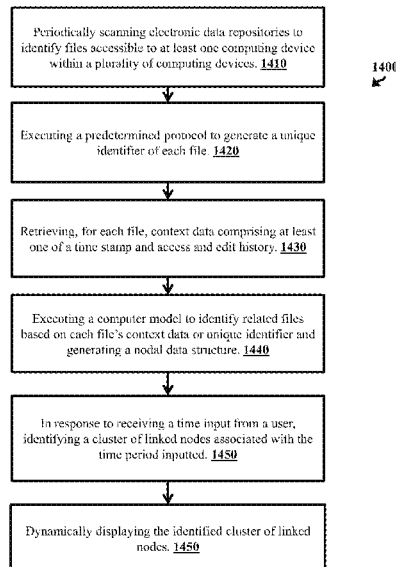 Periodically scanning electronic data repositories to
identify files accessible to at least one computing device
within a plurality of computing devices. 1410
1400
Executing a predetermined protocol to generate a unique
identifier of each file. 1420
Retrieving, for each file, context data comprising at least
one of a time stamp and access and edit history. 1430
Executing a computer model to identify related files
based on each file's context data or unique identifier and
generating a nodal data structure. 1440
In response to receiving a time input from a user,
identifying a cluster of linked nodes associated with the
time period inputted. 1450
Dynamically displaying the identified cluster of linked
nodes. 1450